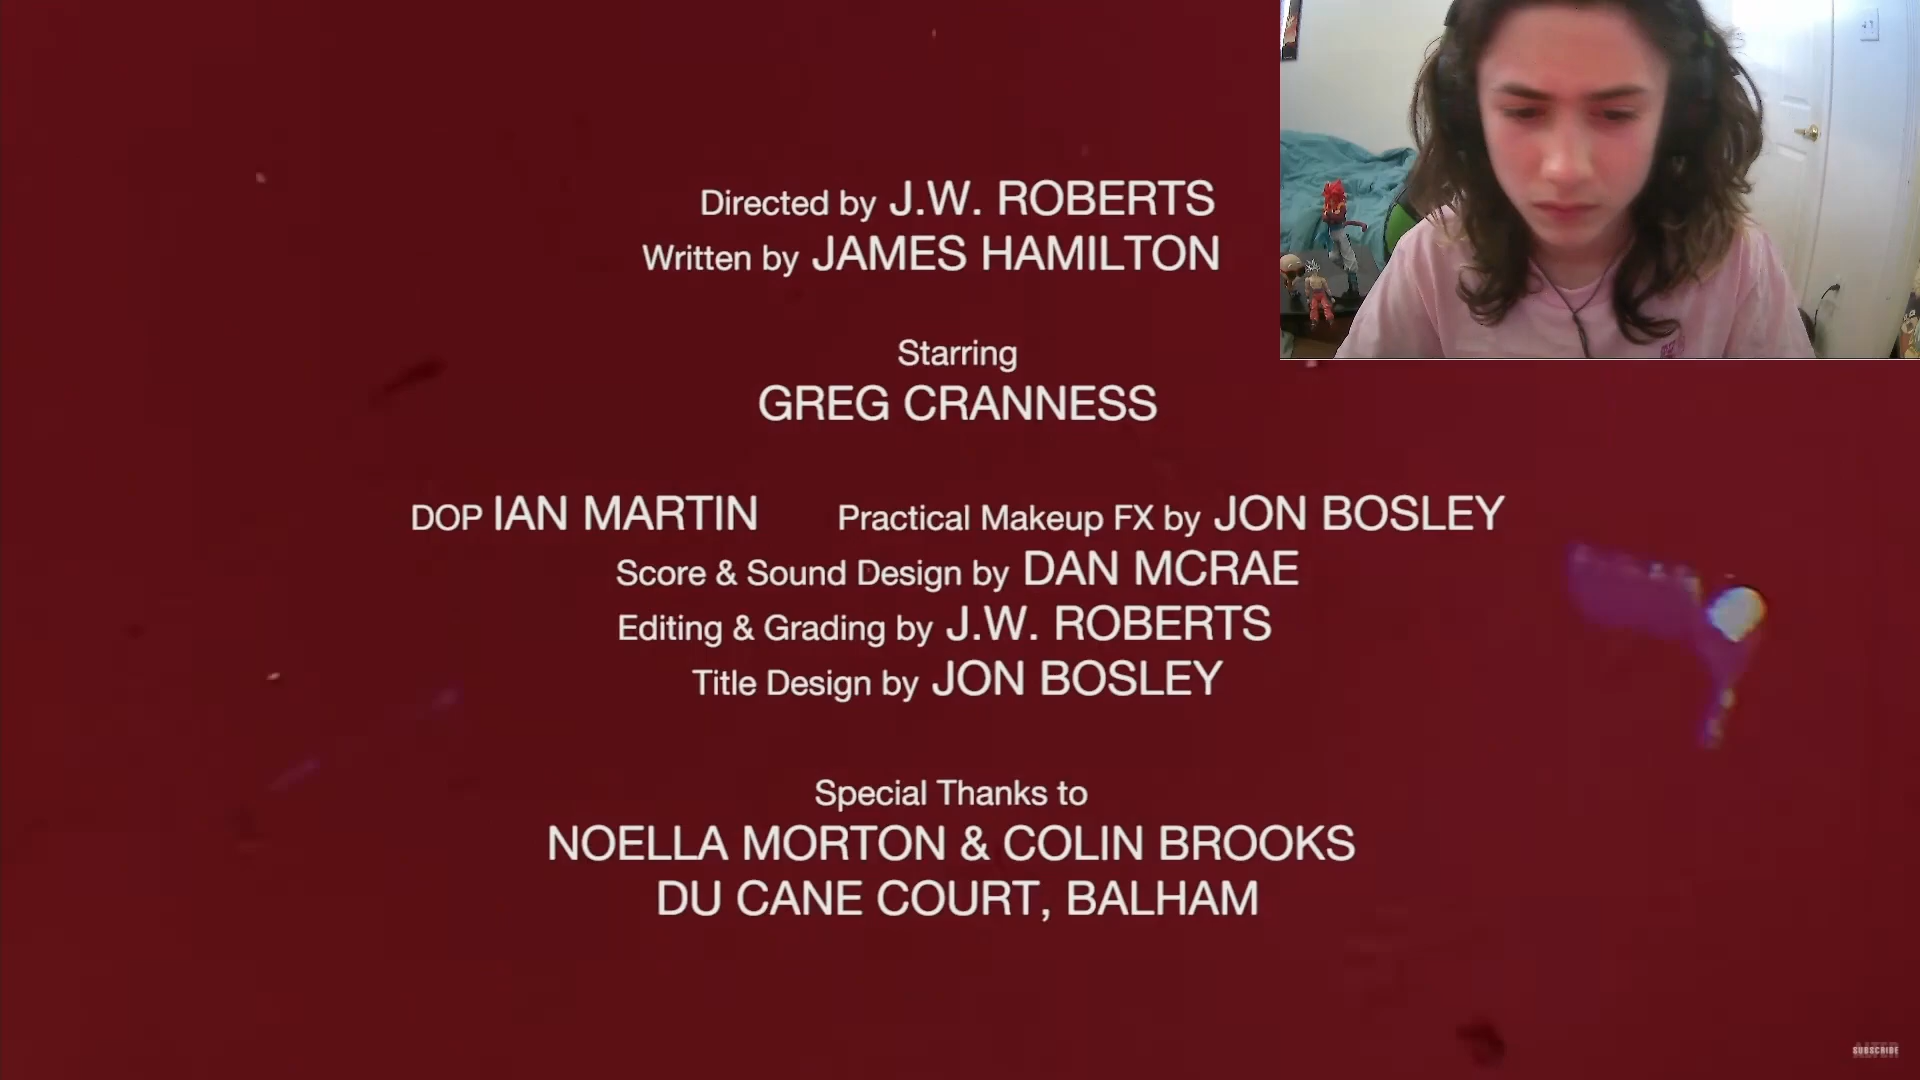 Directed by J.W. ROBERTS
Written by JAMES HAMILTON
Starring
GREG CRANNESS
DOP IAN MARTIN Practical Makeup FX by JON BOSLEY
Score & Sound Design by DAN MCRAE
Editing & Grading by J.W. ROBERTS
Title Design by JON BOSLEY
Special Thanks to
NOELLA MORTON & COLIN BROOKS
DU CANE COURT, BALHAM
SUBSCRIBE